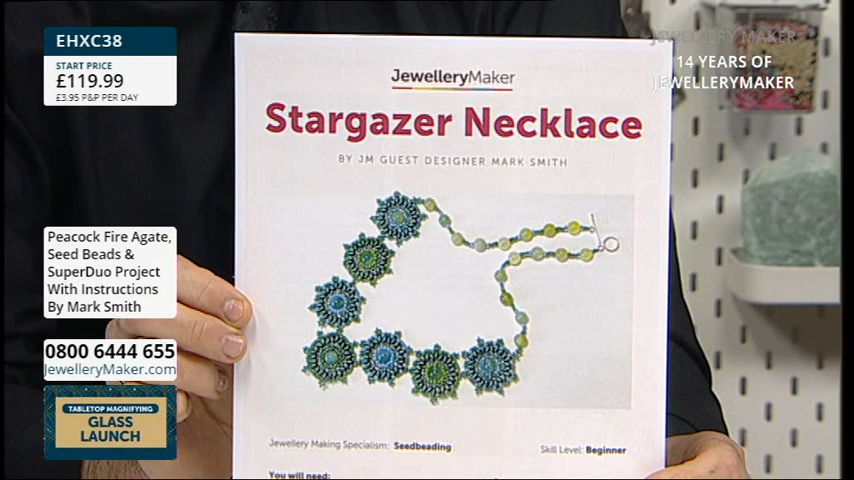 EHXC38
START PRICE
£119.99
£3.95 P&P PER DAY
JEWELLERY MAKER
14 YEARS OF
JEWELLERYMAKER
JewelleryMaker
Stargazer Necklace
BY JM GUEST DESIGNER MARK SMITH
Peacock Fire Agate,
Seed Beads &
SuperDuo Project
With Instructions
By Mark Smith
0800 6444 655
JewelleryMaker.com
TABLETOP MAGNIFYING
GLASS
LAUNCH
Jewellery Making Specialism: Seedbeading
Skill Level: Beginner
You will need: